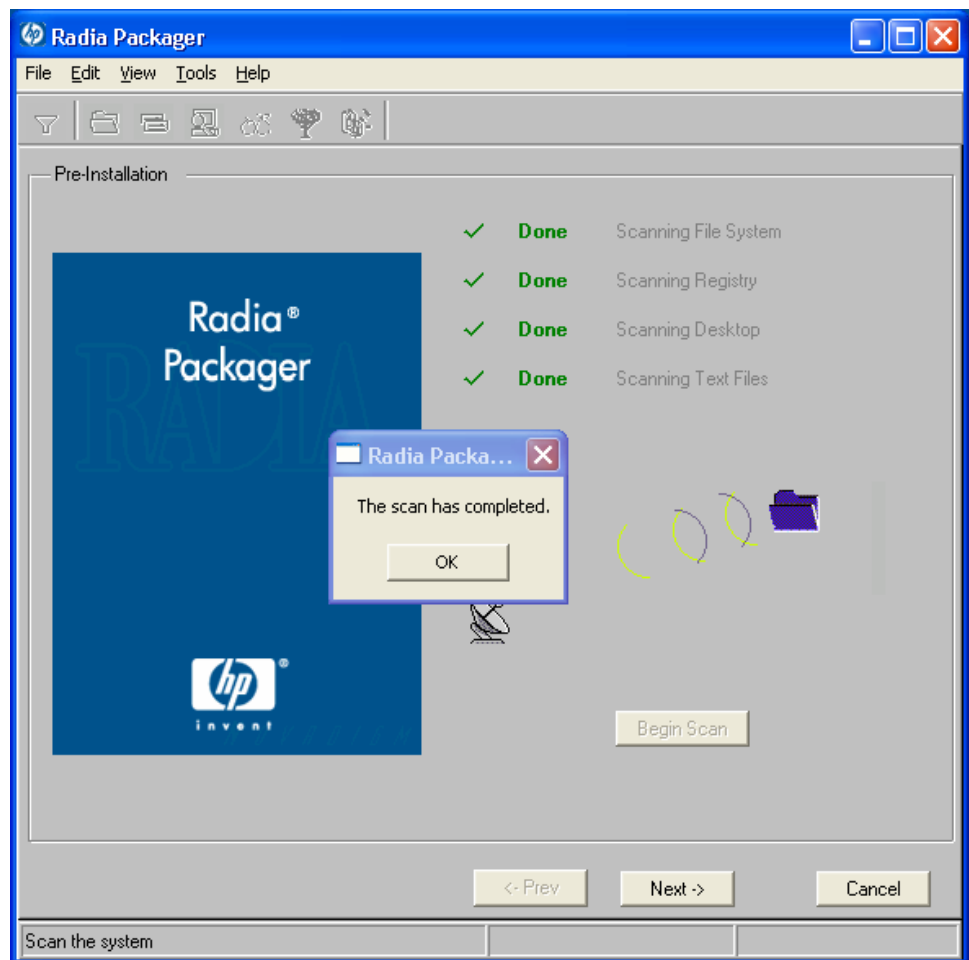 Radia Packager
File Edit View Tools Help
Pre-Installation
Done Scanning File System
Done Scanning Registry
Done Scanning Desktop
Done Scanning Text Files
Radia®
Packager
RADIA
Radia Packa...
The scan has completed.
OK
hp®
invent
Begin Scan
<- Prev Next -> Cancel
Scan the system